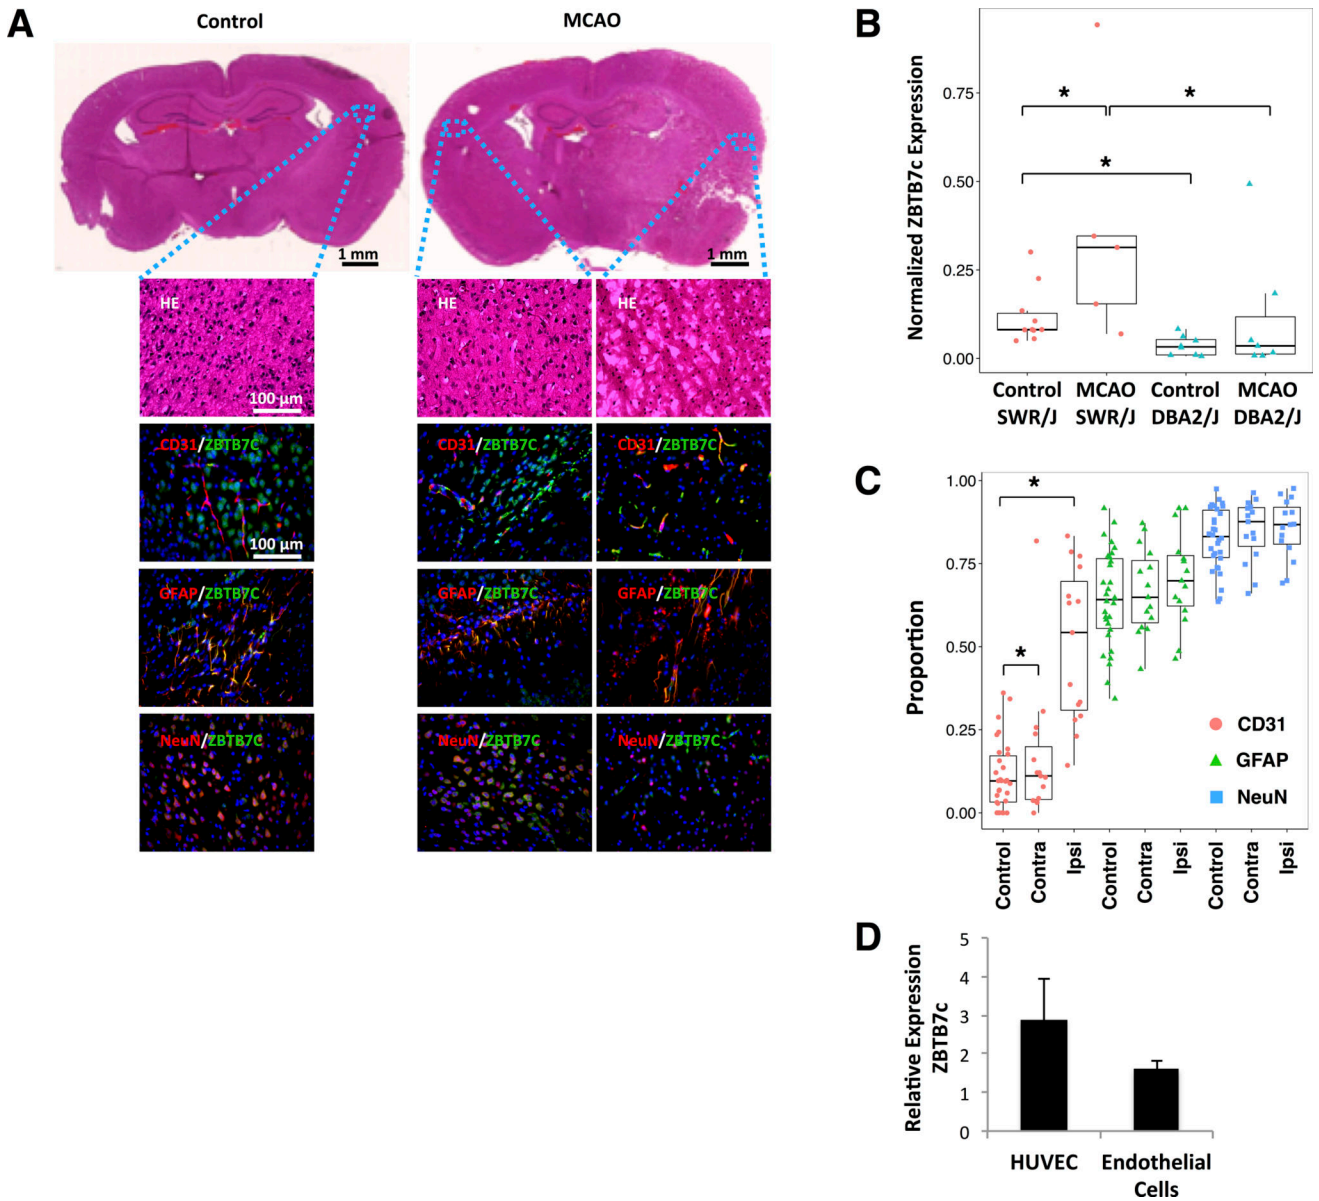 A
Control
MCAO
1 mm
1 mm
HE
HE
HE
100 µm
CD31/ZBTB7C
CD31/ZBTB7C
CD31/ZBTB7C
100 µm
GFAP/ZBTB7C
GFAP/ZBTB7C
GFAP/ZBTB7C
NeuN/ZBTB7C
NeuN/ZBTB7C
NeuN/ZBTB7C
B
Normalized ZBTB7c Expression
0.75
0.50
0.25
0.00
*
*
*
Control SWR/J
MCAO SWR/J
Control DBA2/J
MCAO DBA2/J
C
Proportion
1.00
0.75
0.50
0.25
0.00
*
*
CD31
GFAP
NeuN
Control
Contra
Ipsi
Control
Contra
Ipsi
Control
Contra
Ipsi
D
Relative Expression
ZBTB7c
5
4
3
2
1
0
HUVEC
Endothelial
Cells